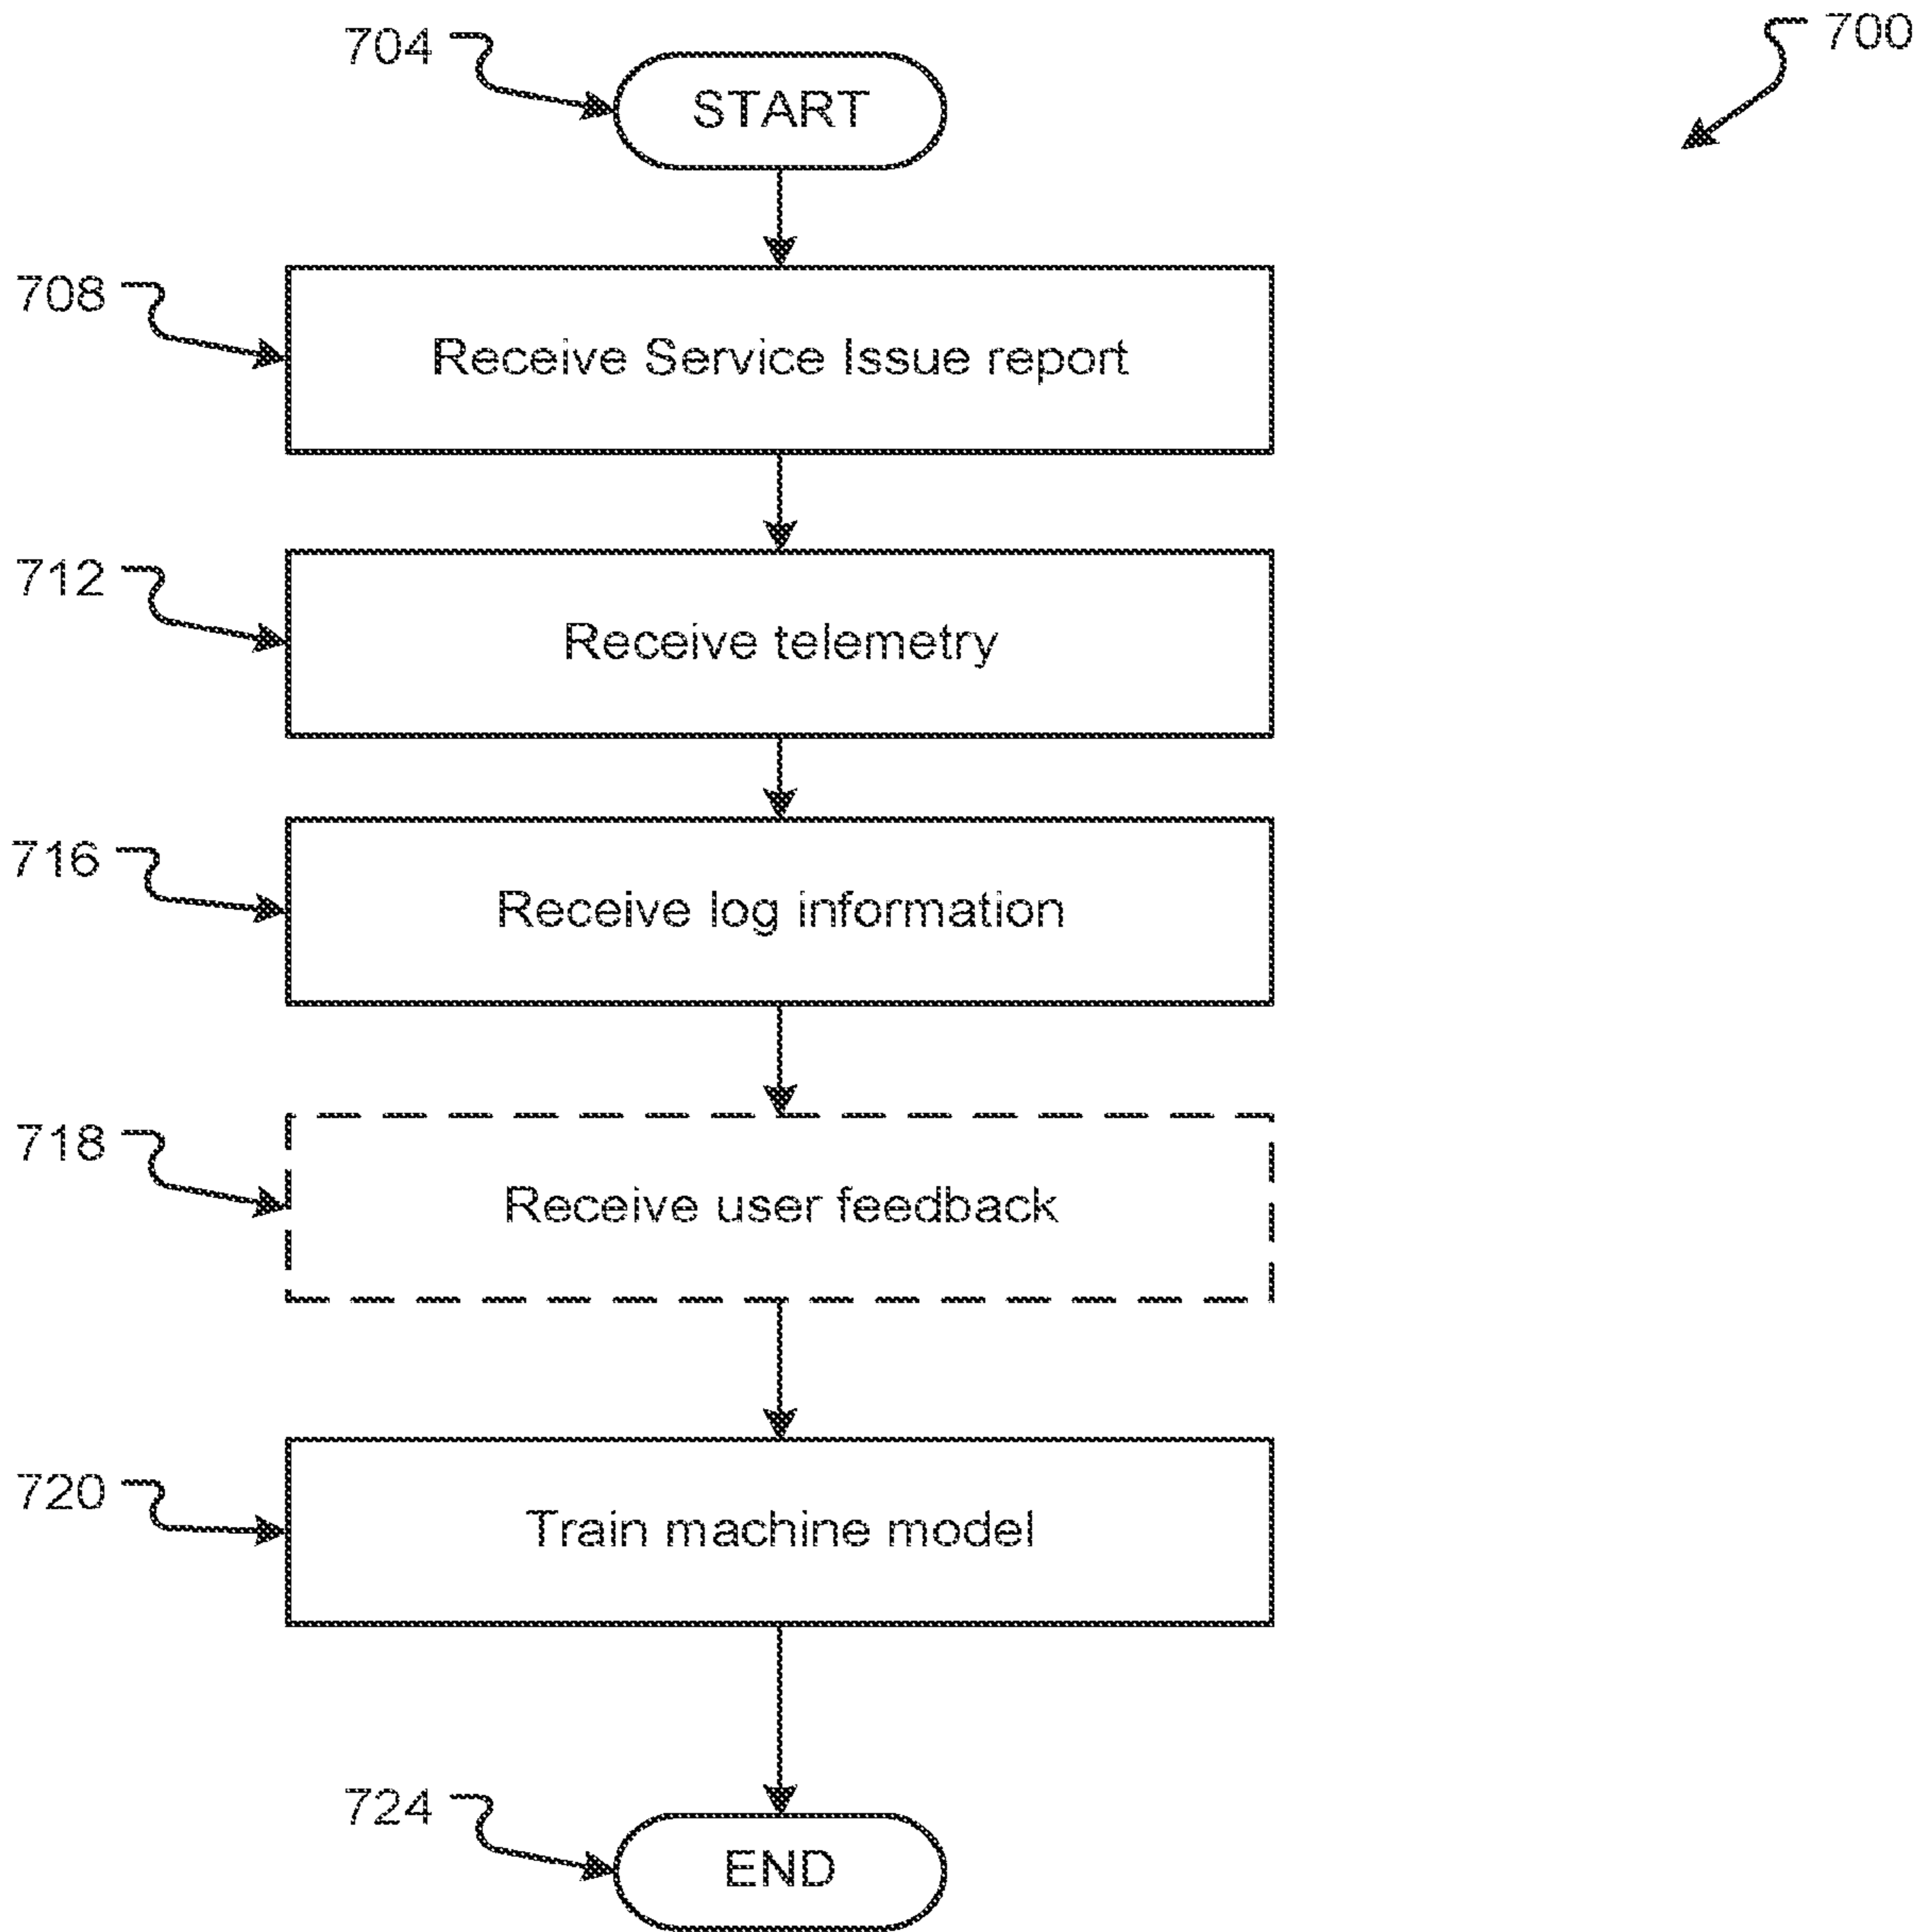 700
704
START
708
Receive Service Issue report
712
Receive telemetry
716
Receive log information
718
Receive user feedback
720
Train machine model
724
END